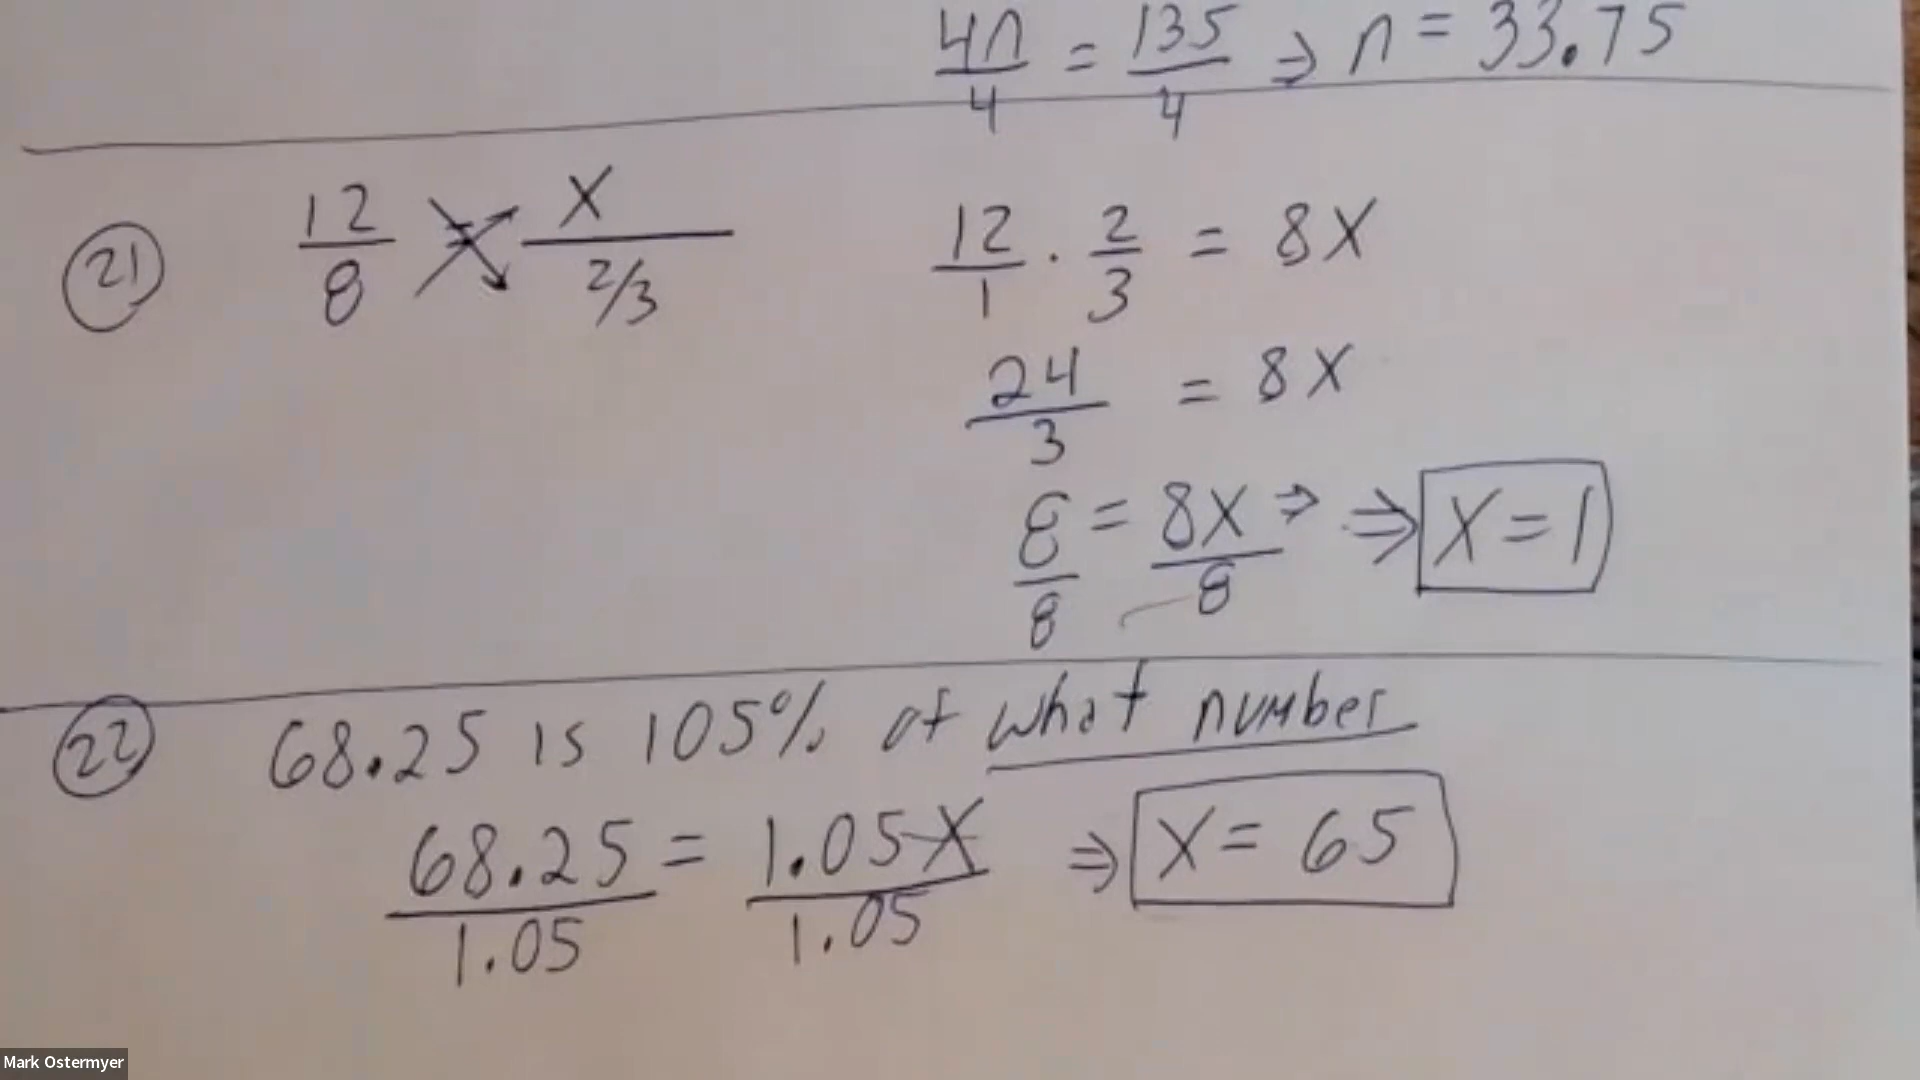 4n/4 = 135/4 ⇒ n = 33.75
21 12/8 = x/(2/3) 12/1 · 2/3 = 8x
24/3 = 8x
8/8 = 8x/8 ⇒ ⇒ x = 1
22 68.25 is 105% of what number
68.25/1.05 = 1.05x/1.05 ⇒ x = 65
Mark Ostermyer